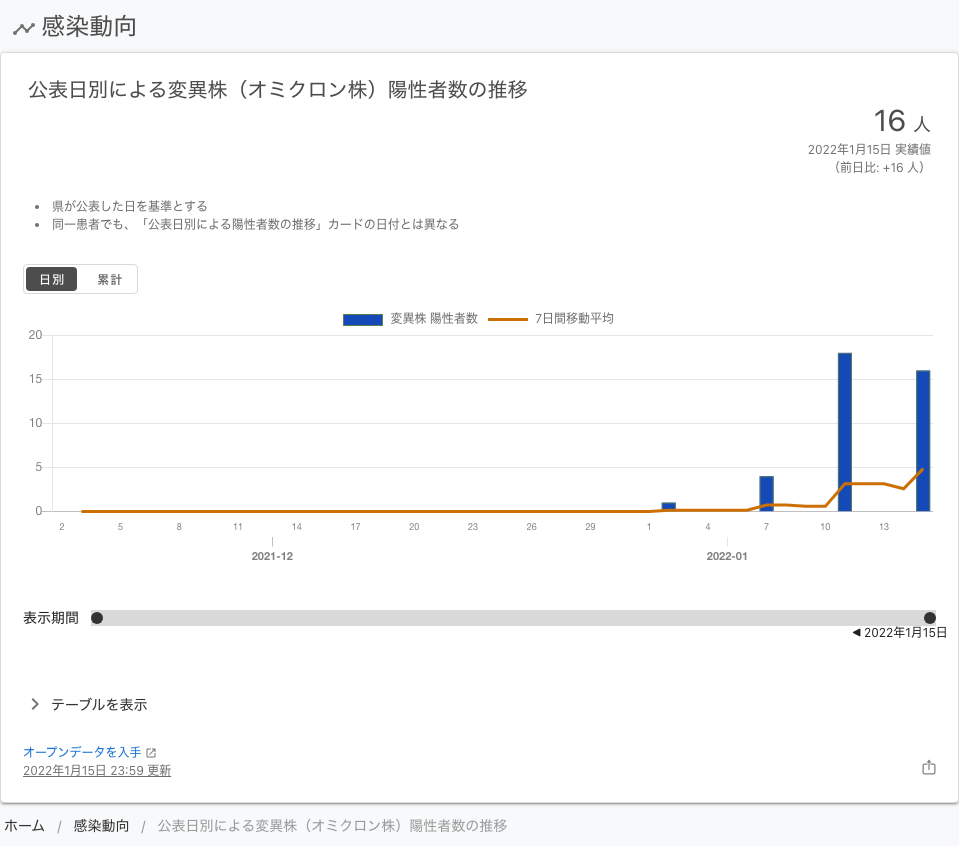 感染動向
公表日別による変異株（オミクロン株）陽性者数の推移
16 人
2022年1月15日 実績値
（前日比: +16 人）
県が公表した日を基準とする
同一患者でも、「公表日別による陽性者数の推移」カードの日付とは異なる
日別 累計
変異株 陽性者数 7日間移動平均
20
15
10
5
0
2 5 8 11 14 17 20 23 26 29 1 4 7 10 13
2021-12 2022-01
表示期間
◀ 2022年1月15日
テーブルを表示
オープンデータを入手
2022年1月15日 23:59 更新
ホーム / 感染動向 / 公表日別による変異株（オミクロン株）陽性者数の推移